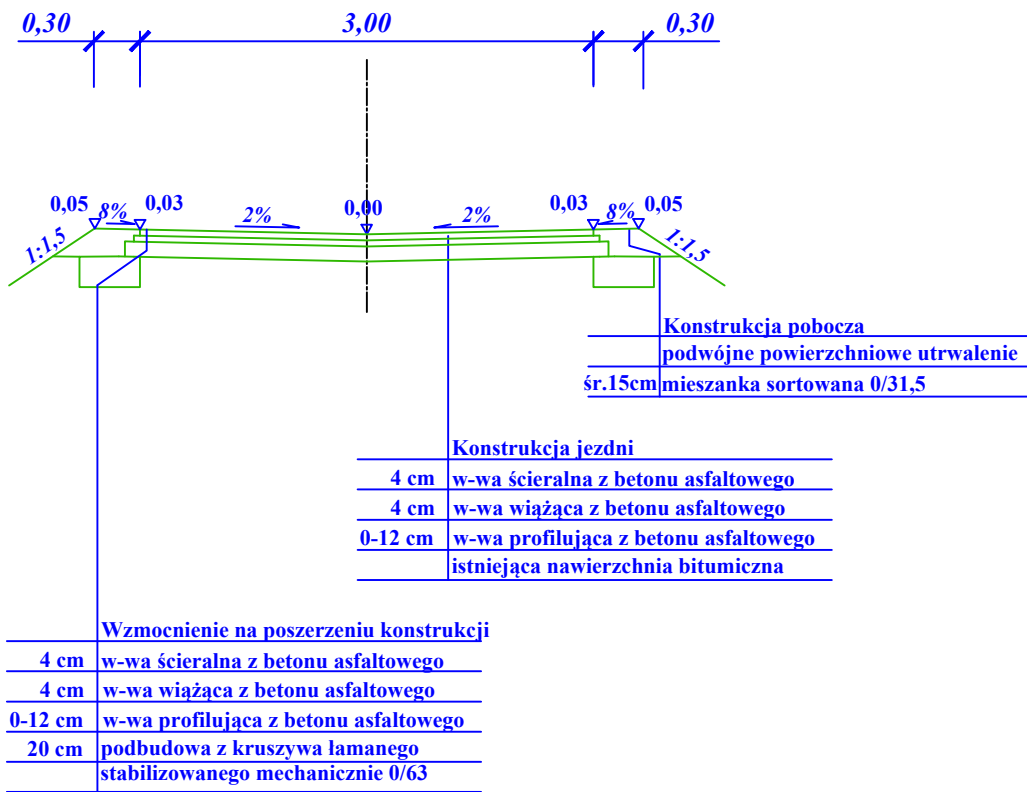 0,30 3,00 0,30
0,05 8% 0,03 2% 0,00 2% 0,03 8% 0,05
1:1,5 1:1,5
Konstrukcja pobocza
podwójne powierzchniowe utrwalenie
śr.15cm mieszanka sortowana 0/31,5
Konstrukcja jezdni
4 cm w-wa ścieralna z betonu asfaltowego
4 cm w-wa wiążąca z betonu asfaltowego
0-12 cm w-wa profilująca z betonu asfaltowego
istniejąca nawierzchnia bitumiczna
Wzmocnienie na poszerzeniu konstrukcji
4 cm w-wa ścieralna z betonu asfaltowego
4 cm w-wa wiążąca z betonu asfaltowego
0-12 cm w-wa profilująca z betonu asfaltowego
20 cm podbudowa z kruszywa łamanego
stabilizowanego mechanicznie 0/63